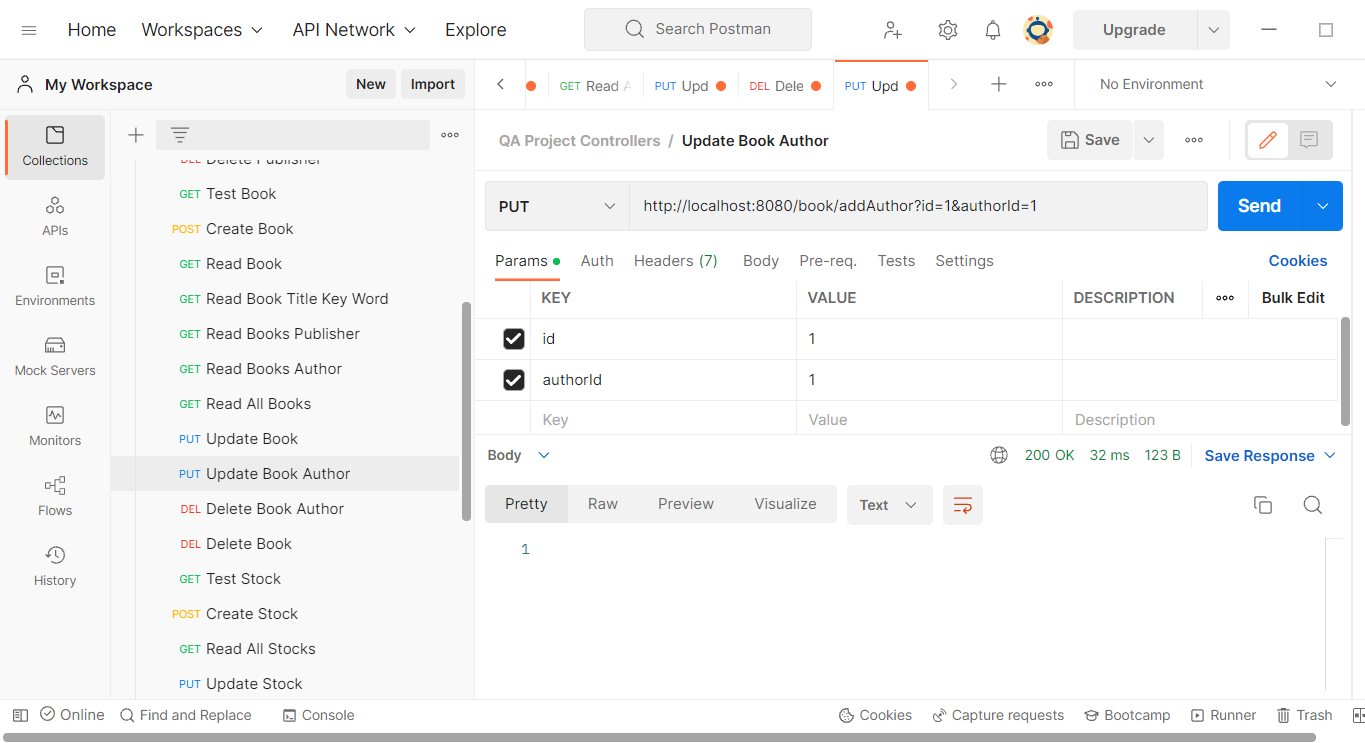 Home Workspaces API Network Explore Search Postman Upgrade
My Workspace New Import GET Read A PUT Upd DEL Dele PUT Upd No Environment
Collections
APIs
Environments
Mock Servers
Monitors
Flows
History
DEL Delete Publisher
GET Test Book
POST Create Book
GET Read Book
GET Read Book Title Key Word
GET Read Books Publisher
GET Read Books Author
GET Read All Books
PUT Update Book
PUT Update Book Author
DEL Delete Book Author
DEL Delete Book
GET Test Stock
POST Create Stock
GET Read All Stocks
PUT Update Stock
QA Project Controllers / Update Book Author Save
PUT http://localhost:8080/book/addAuthor?id=1&authorId=1 Send
Params Auth Headers (7) Body Pre-req. Tests Settings Cookies
KEY VALUE DESCRIPTION Bulk Edit
id 1
authorId 1
Key Value Description
Body 200 OK 32 ms 123 B Save Response
Pretty Raw Preview Visualize Text
1
Online Find and Replace Console Cookies Capture requests Bootcamp Runner Trash